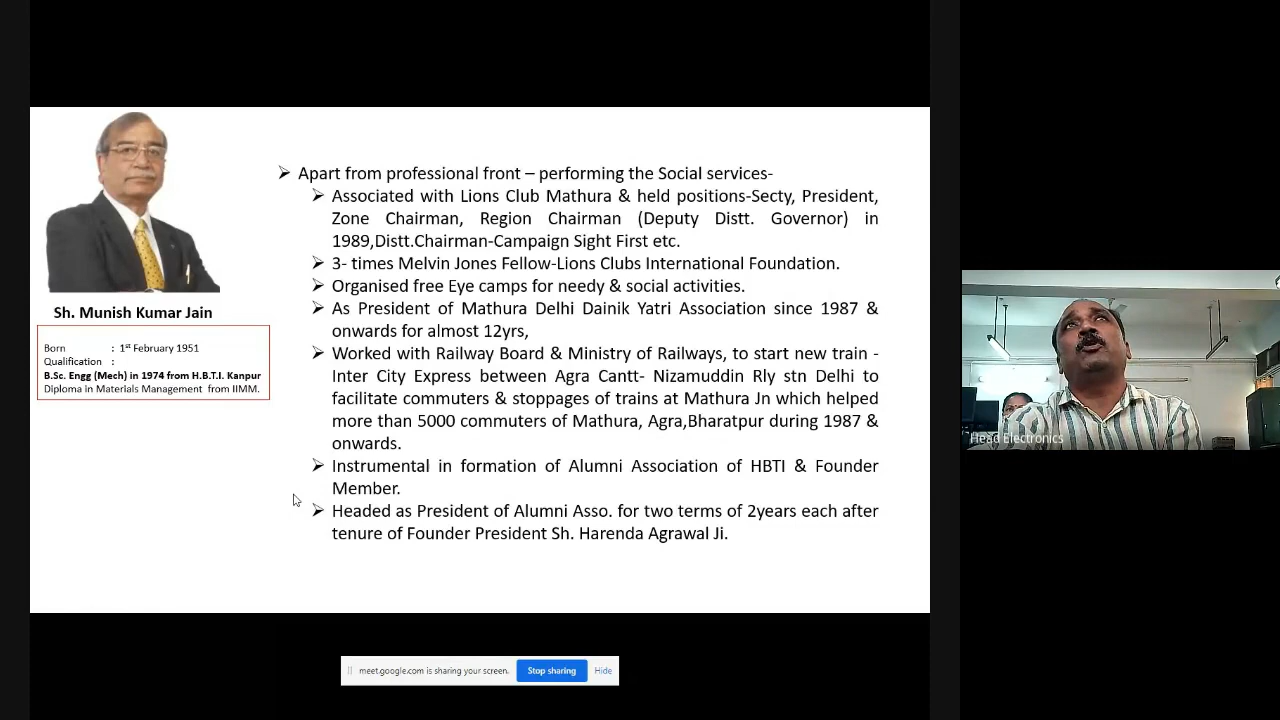 Sh. Munish Kumar Jain
Born : 1st February 1951
Qualification :
B.Sc. Engg (Mech) in 1974 from H.B.T.I. Kanpur
Diploma in Materials Management from IIMM.
Apart from professional front – performing the Social services-
Associated with Lions Club Mathura & held positions-Secty, President,
Zone Chairman, Region Chairman (Deputy Distt. Governor) in
1989,Distt.Chairman-Campaign Sight First etc.
3- times Melvin Jones Fellow-Lions Clubs International Foundation.
Organised free Eye camps for needy & social activities.
As President of Mathura Delhi Dainik Yatri Association since 1987 &
onwards for almost 12yrs,
Worked with Railway Board & Ministry of Railways, to start new train -
Inter City Express between Agra Cantt- Nizamuddin Rly stn Delhi to
facilitate commuters & stoppages of trains at Mathura Jn which helped
more than 5000 commuters of Mathura, Agra,Bharatpur during 1987 &
onwards.
Instrumental in formation of Alumni Association of HBTI & Founder
Member.
Headed as President of Alumni Asso. for two terms of 2years each after
tenure of Founder President Sh. Harenda Agrawal Ji.
Head Electronics
meet.google.com is sharing your screen. Stop sharing Hide